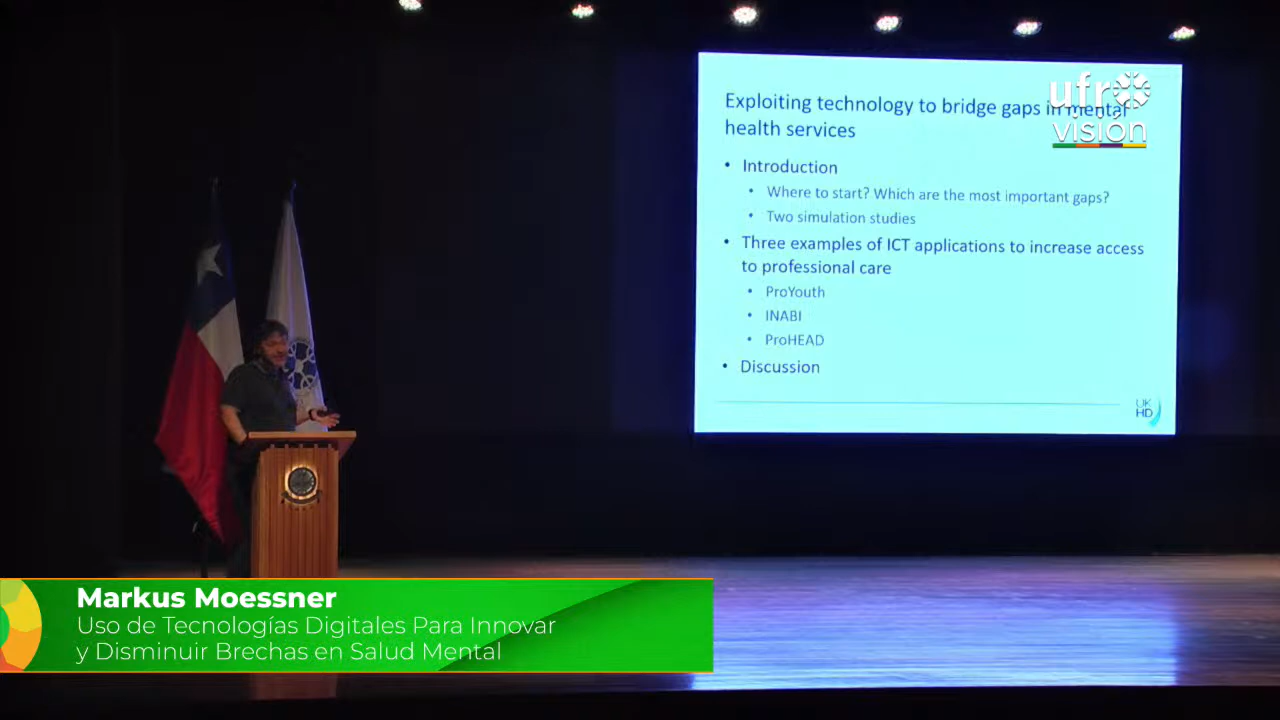 ufro
visión
Exploiting technology to bridge gaps in mental
health services
• Introduction
• Where to start? Which are the most important gaps?
• Two simulation studies
• Three examples of ICT applications to increase access
to professional care
• ProYouth
• INABI
• ProHEAD
• Discussion
UK
HD
Markus Moessner
Uso de Tecnologías Digitales Para Innovar
y Disminuir Brechas en Salud Mental